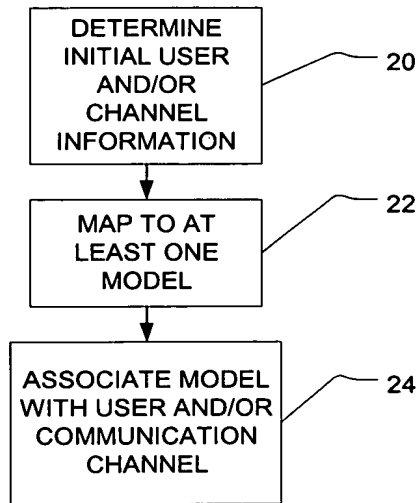 DETERMINE
INITIAL USER
AND/OR
CHANNEL
INFORMATION
20
MAP TO AT
LEAST ONE
MODEL
22
ASSOCIATE MODEL
WITH USER AND/OR
COMMUNICATION
CHANNEL
24